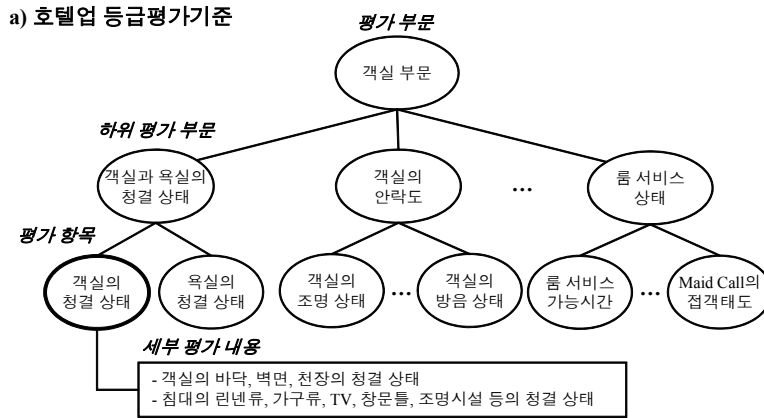 a) 호텔업 등급평가기준
평가 부문
객실 부문
하위 평가 부문
객실과 욕실의
청결 상태
객실의
안락도
...
룸 서비스
상태
평가 항목
객실의
청결 상태
욕실의
청결 상태
객실의
조명 상태
...
객실의
방음 상태
룸 서비스
가능시간
...
Maid Call의
접객태도
세부 평가 내용
- 객실의 바닥, 벽면, 천장의 청결 상태
- 침대의 린넨류, 가구류, TV, 창문틀, 조명시설 등의 청결 상태